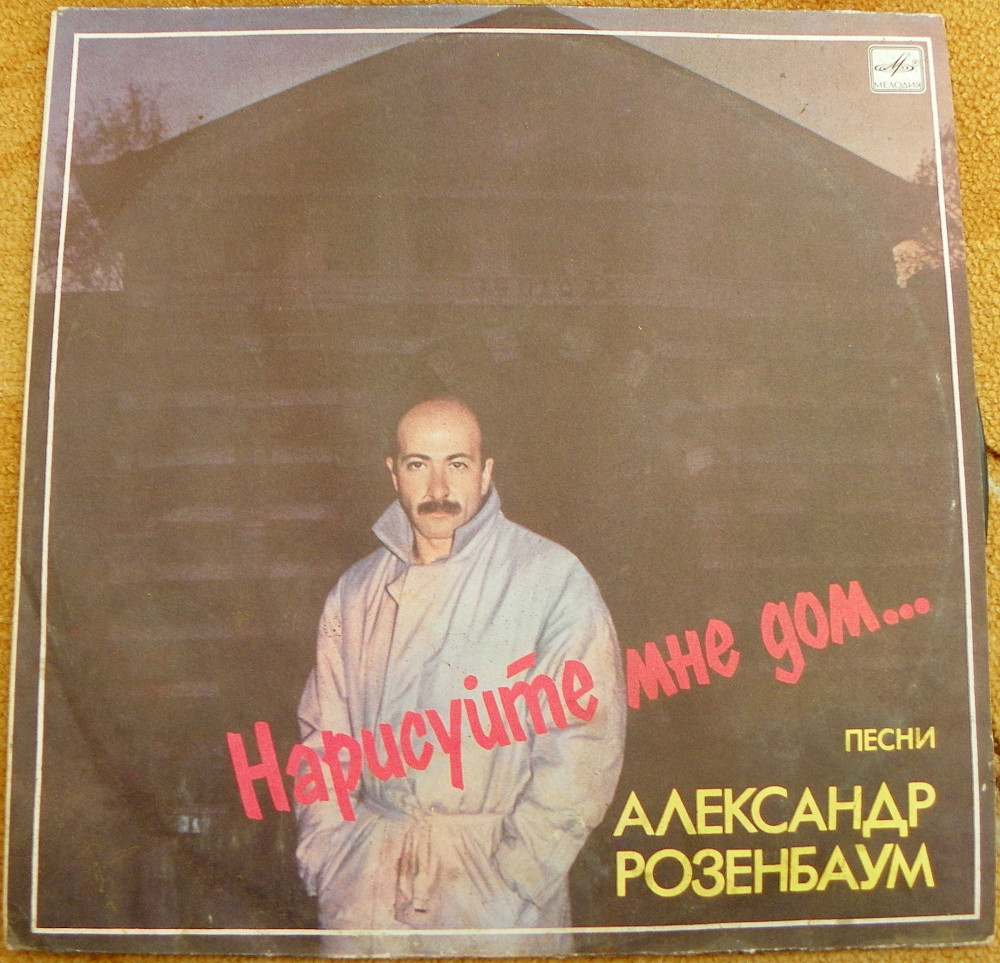 МЕЛОДИЯ
Нарисуйте мне дом...
ПЕСНИ
АЛЕКСАНДР
РОЗЕНБАУМ